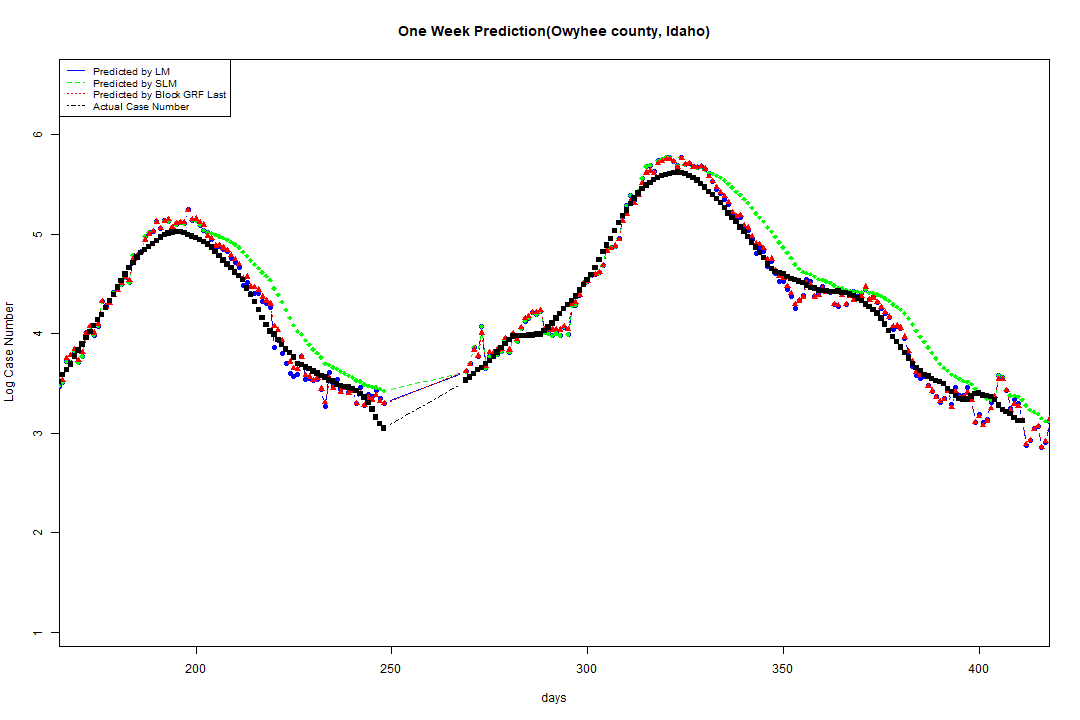 One Week Prediction(Owyhee county, Idaho)
Predicted by LM
Predicted by SLM
Predicted by Block GRF Last
Actual Case Number
Log Case Number
6
5
4
3
2
1
200 250 300 350 400
days